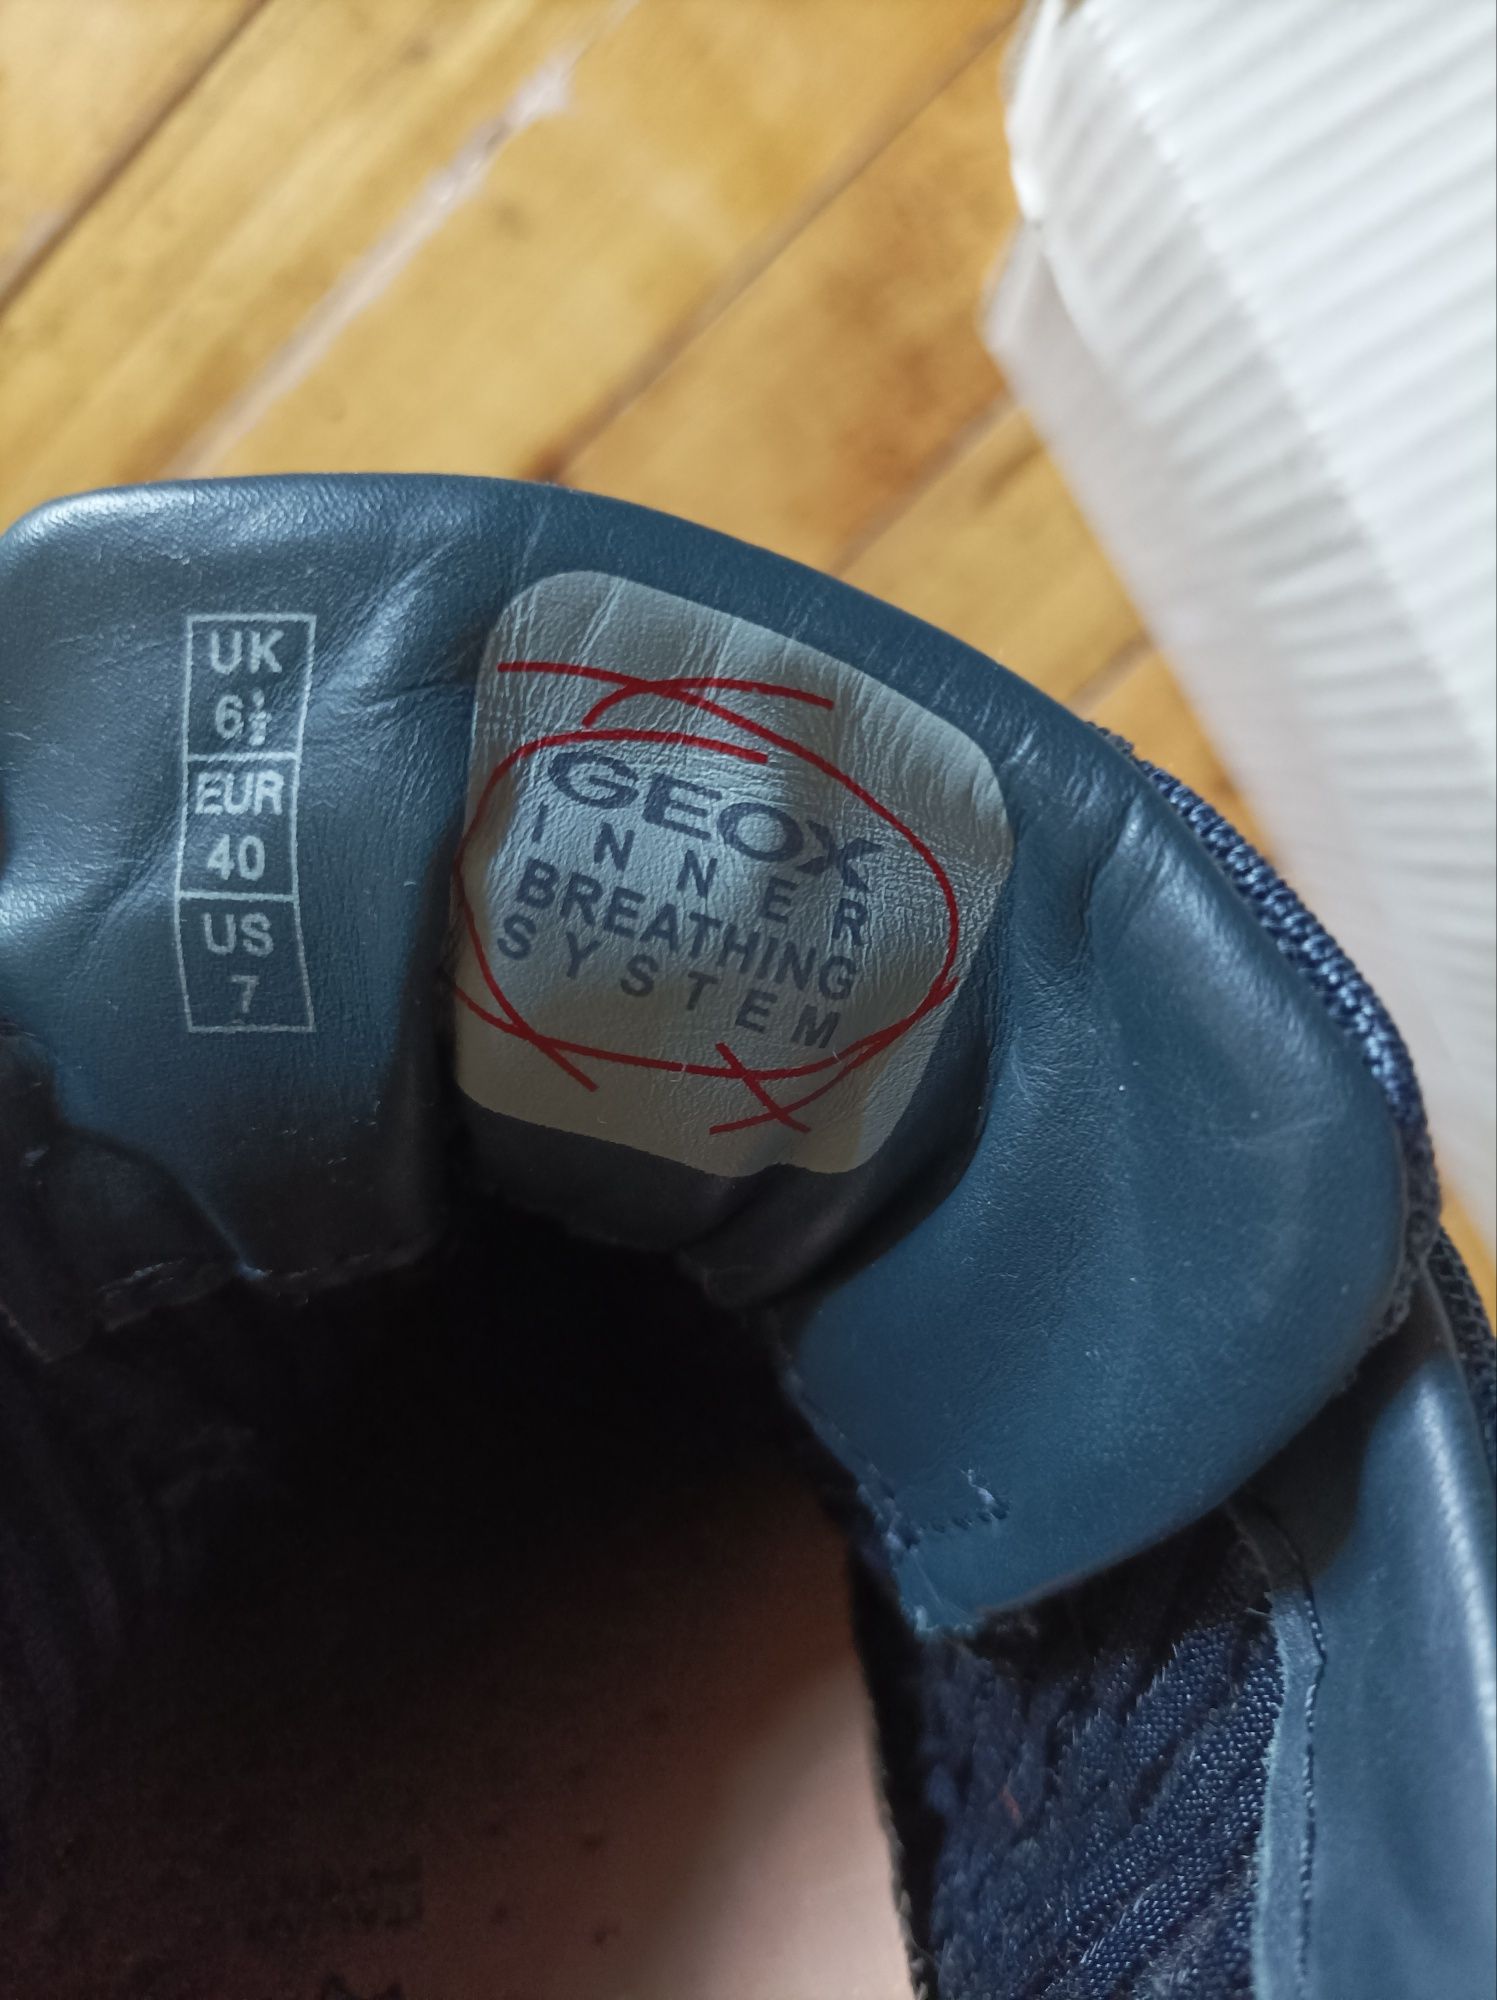 UK
6½
EUR
40
US
7
GEOX
INNER
BREATHING
SYSTEM